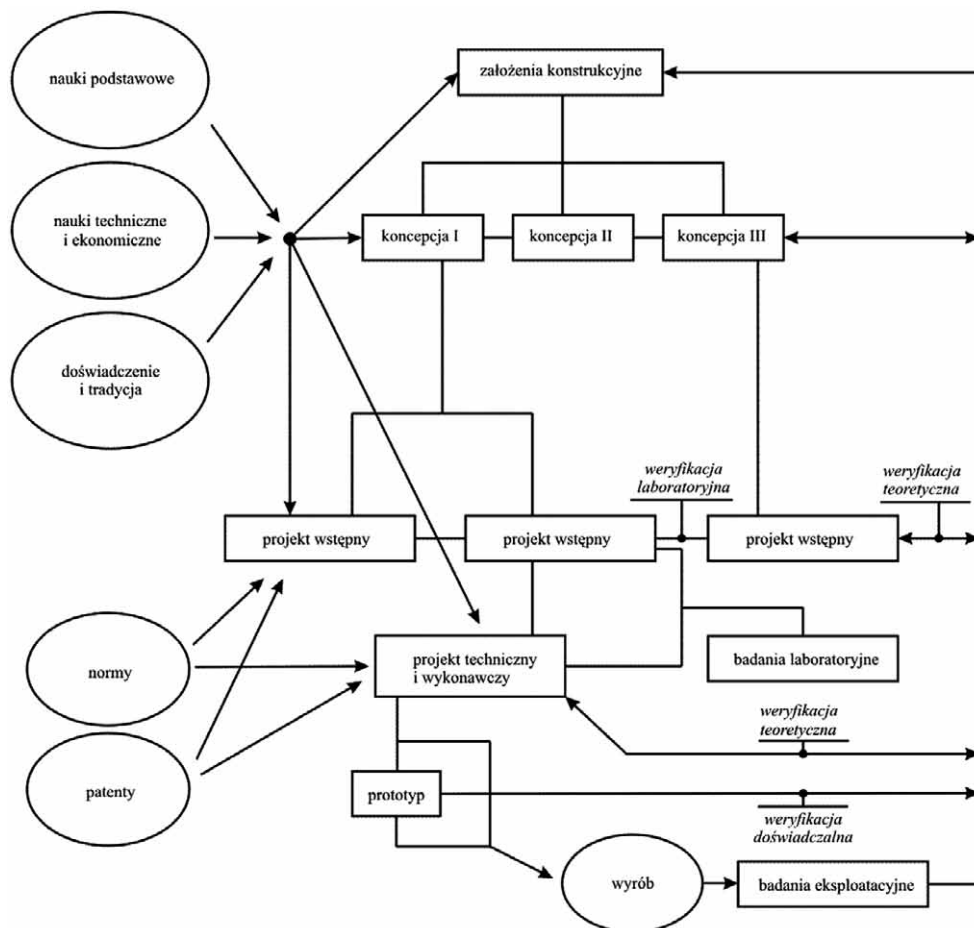 nauki podstawowe
założenia konstrukcyjne
nauki techniczne
i ekonomiczne
koncepcja I
koncepcja II
koncepcja III
doświadczenie
i tradycja
weryfikacja
laboratoryjna
weryfikacja
teoretyczna
projekt wstępny
projekt wstępny
projekt wstępny
normy
projekt techniczny
i wykonawczy
badania laboratoryjne
weryfikacja
teoretyczna
patenty
prototyp
weryfikacja
doświadczalna
wyrób
badania eksploatacyjne